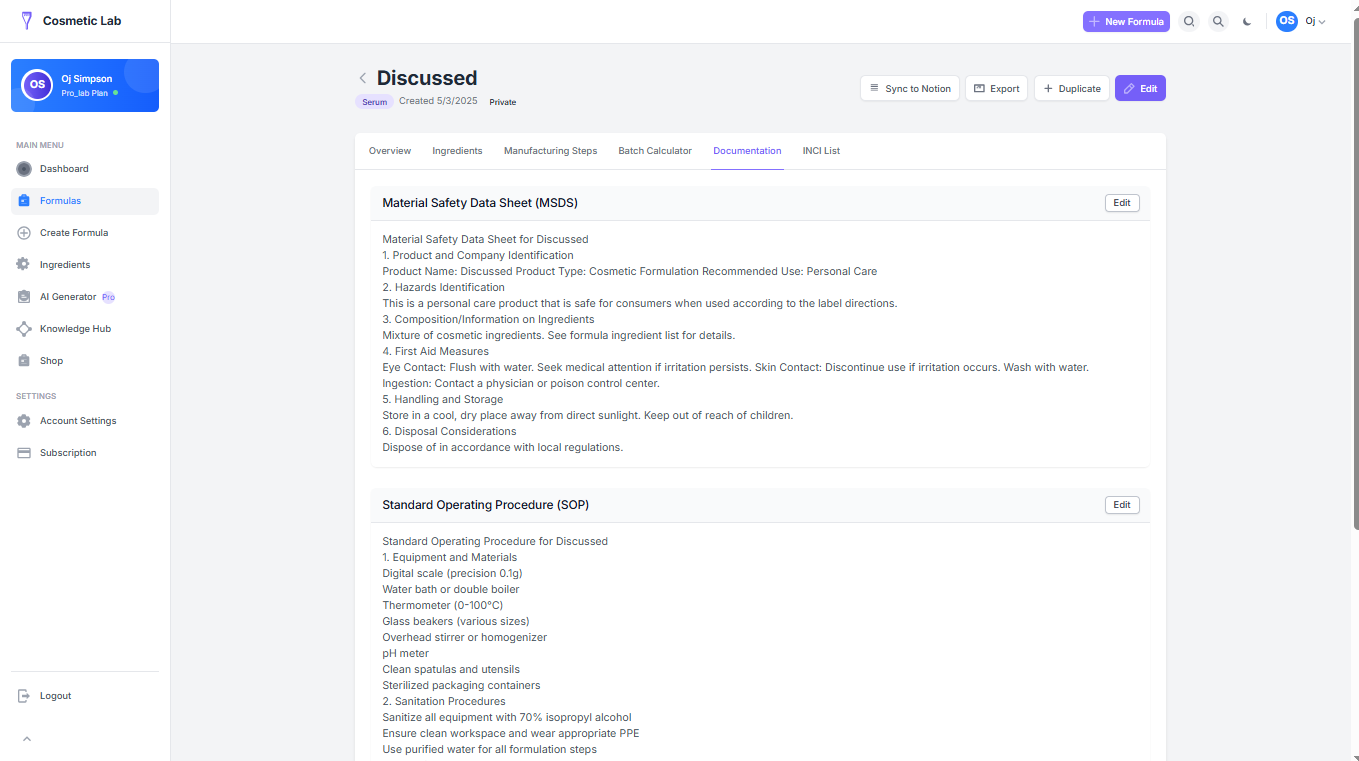 Cosmetic Lab
New Formula
OS
Oj
OS
Oj Simpson
Pro_lab Plan
MAIN MENU
Dashboard
Formulas
Create Formula
Ingredients
AI Generator Pro
Knowledge Hub
Shop
SETTINGS
Account Settings
Subscription
Logout
Discussed
Serum Created 5/3/2025 Private
Sync to Notion
Export
Duplicate
Edit
Overview
Ingredients
Manufacturing Steps
Batch Calculator
Documentation
INCI List
Material Safety Data Sheet (MSDS)
Edit
Material Safety Data Sheet for Discussed
1. Product and Company Identification
Product Name: Discussed Product Type: Cosmetic Formulation Recommended Use: Personal Care
2. Hazards Identification
This is a personal care product that is safe for consumers when used according to the label directions.
3. Composition/Information on Ingredients
Mixture of cosmetic ingredients. See formula ingredient list for details.
4. First Aid Measures
Eye Contact: Flush with water. Seek medical attention if irritation persists. Skin Contact: Discontinue use if irritation occurs. Wash with water.
Ingestion: Contact a physician or poison control center.
5. Handling and Storage
Store in a cool, dry place away from direct sunlight. Keep out of reach of children.
6. Disposal Considerations
Dispose of in accordance with local regulations.
Standard Operating Procedure (SOP)
Edit
Standard Operating Procedure for Discussed
1. Equipment and Materials
Digital scale (precision 0.1g)
Water bath or double boiler
Thermometer (0-100°C)
Glass beakers (various sizes)
Overhead stirrer or homogenizer
pH meter
Clean spatulas and utensils
Sterilized packaging containers
2. Sanitation Procedures
Sanitize all equipment with 70% isopropyl alcohol
Ensure clean workspace and wear appropriate PPE
Use purified water for all formulation steps